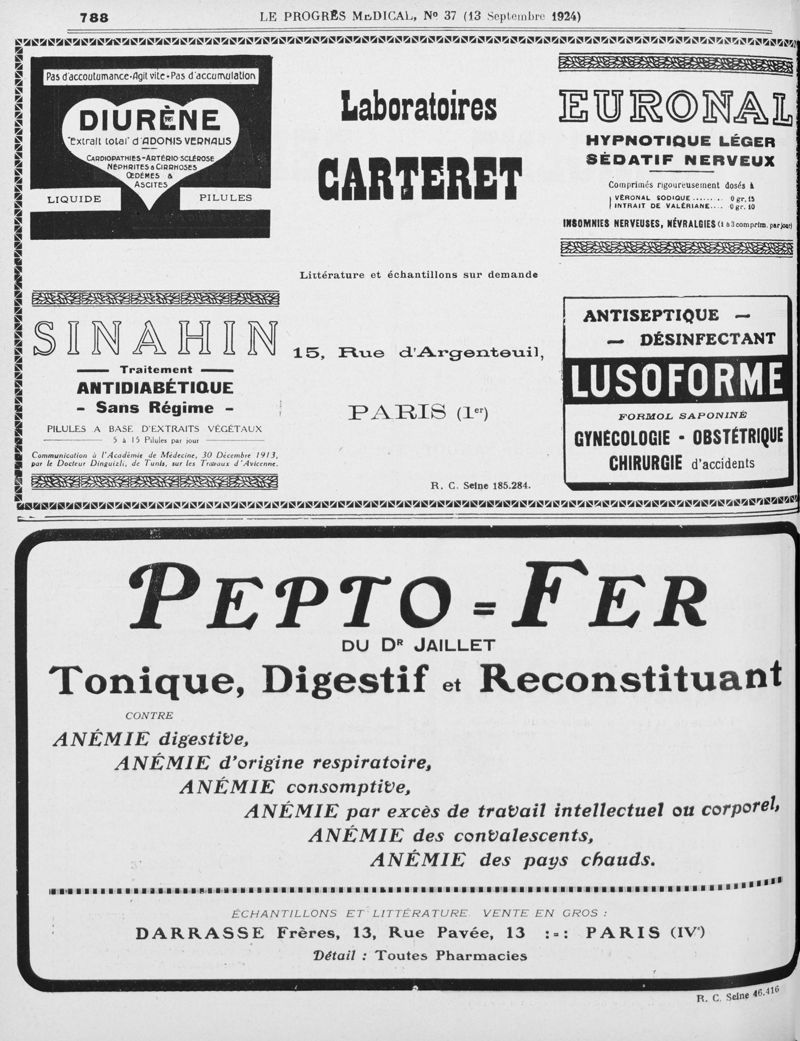 788
LE PROGRÈS MÉDICAL, No 37 (13 Septembre 1924)
Pas d'accoutumance-Agit vite-Pas d'accumulation
DIURÈNE
"Extrait total" d'ADONIS VERNALIS
CARDIOPATHIES-ARTÉRIO SCLÉROSE
NÉPHRITES & CIRRHOSES
ŒDÈMES &
ASCITES
LIQUIDE PILULES
SINAHIN
Traitement
ANTIDIABÉTIQUE
- Sans Régime -
PILULES A BASE D'EXTRAITS VÉGÉTAUX
5 à 15 Pilules par jour
Communication à l'Académie de Médecine, 30 Décembre 1913,
par le Docteur Dinguizli, de Tunis, sur les Travaux d'Avicenne.
Laboratoires
CARTERET
Littérature et échantillons sur demande
15, Rue d'Argenteuil,
PARIS (1er)
R. C. Seine 185.284.
EURONAL
HYPNOTIQUE LÉGER
SÉDATIF NERVEUX
Comprimés rigoureusement dosés à
VÉRONAL SODIQUE........ 0 gr. 15
INTRAIT DE VALÉRIANE.... 0 gr. 10
INSOMNIES NERVEUSES, NÉVRALGIES (1 à 3 comprim. par jour)
ANTISEPTIQUE —
— DÉSINFECTANT
LUSOFORME
FORMOL SAPONINÉ
GYNÉCOLOGIE - OBSTÉTRIQUE
CHIRURGIE d'accidents
PEPTO=FER
DU DR JAILLET
Tonique, Digestif et Reconstituant
CONTRE
ANÉMIE digestive,
ANÉMIE d'origine respiratoire,
ANÉMIE consomptive,
ANÉMIE par excès de travail intellectuel ou corporel,
ANÉMIE des convalescents,
ANÉMIE des pays chauds.
ÉCHANTILLONS ET LITTÉRATURE. VENTE EN GROS :
DARRASSE Frères, 13, Rue Pavée, 13 :-: PARIS (IVe)
Détail : Toutes Pharmacies
R. C. Seine 46.416